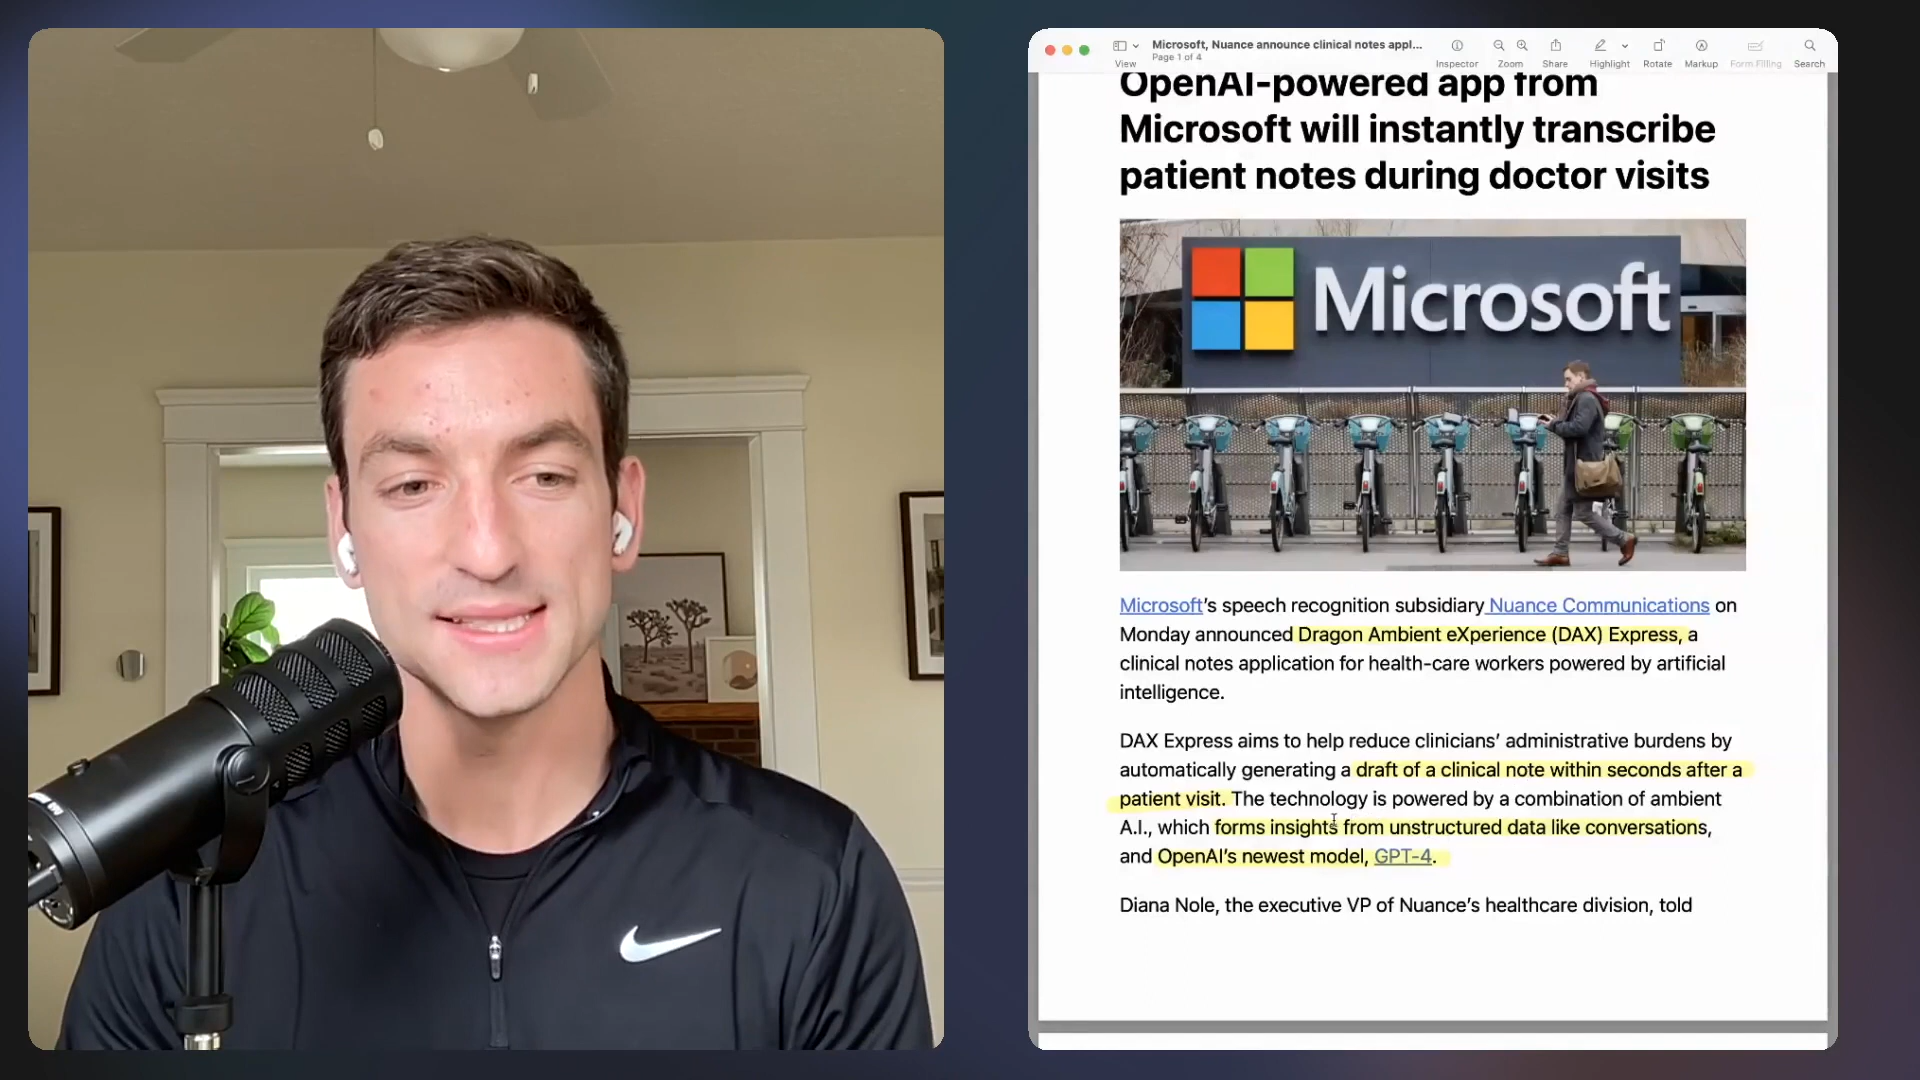 Microsoft, Nuance announce clinical notes appl...
Page 1 of 4
View
Inspector
Zoom
Share
Highlight
Rotate
Markup
Form Filling
Search
OpenAI-powered app from
Microsoft will instantly transcribe
patient notes during doctor visits
Microsoft
Microsoft’s speech recognition subsidiary Nuance Communications on
Monday announced Dragon Ambient eXperience (DAX) Express, a
clinical notes application for health-care workers powered by artificial
intelligence.
DAX Express aims to help reduce clinicians’ administrative burdens by
automatically generating a draft of a clinical note within seconds after a
patient visit. The technology is powered by a combination of ambient
A.I., which forms insights from unstructured data like conversations,
and OpenAI’s newest model, GPT-4.
Diana Nole, the executive VP of Nuance’s healthcare division, told